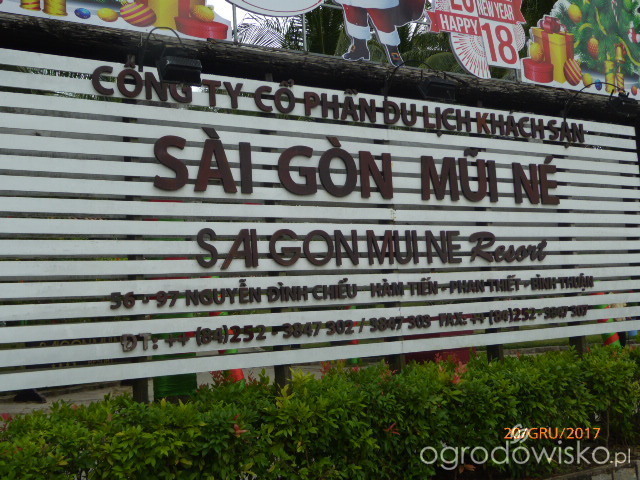 20 NEW YEAR
HAPPY 18
CÔNG TY CỔ PHẦN DU LỊCH KHÁCH SẠN
SÀI GÒN MŨI NÉ
SAIGON MUI NE Resort
56 - 97 NGUYỄN ĐÌNH CHIỂU - HÀM TIẾN - PHAN THIẾT - BÌNH THUẬN
ĐT: ++ (84)252 - 3847 302 / 3847 303 FAX: ++ (84)252 - 3847 307
/GRU/2017
ogrodowisko.pl